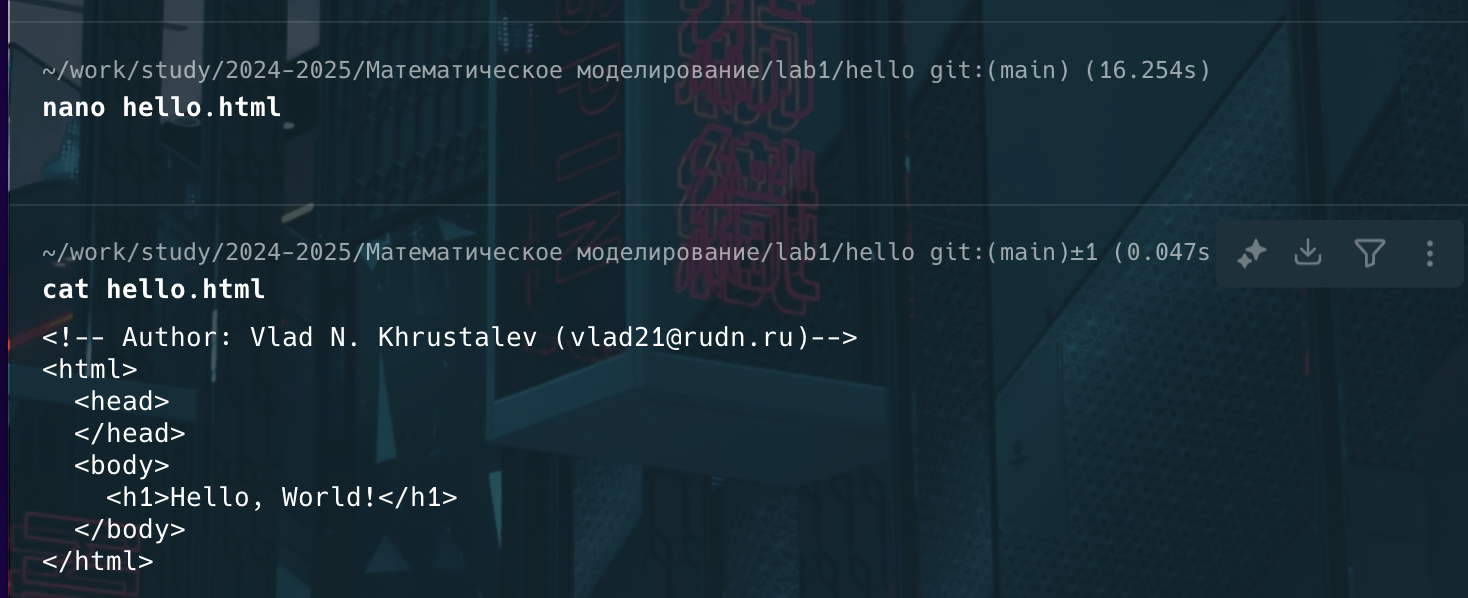 ~/work/study/2024-2025/Математическое моделирование/lab1/hello git:(main) (16.254s)
nano hello.html
~/work/study/2024-2025/Математическое моделирование/lab1/hello git:(main)±1 (0.047s
cat hello.html
<!-- Author: Vlad N. Khrustalev (vlad21@rudn.ru)-->
<html>
  <head>
  </head>
  <body>
    <h1>Hello, World!</h1>
  </body>
</html>